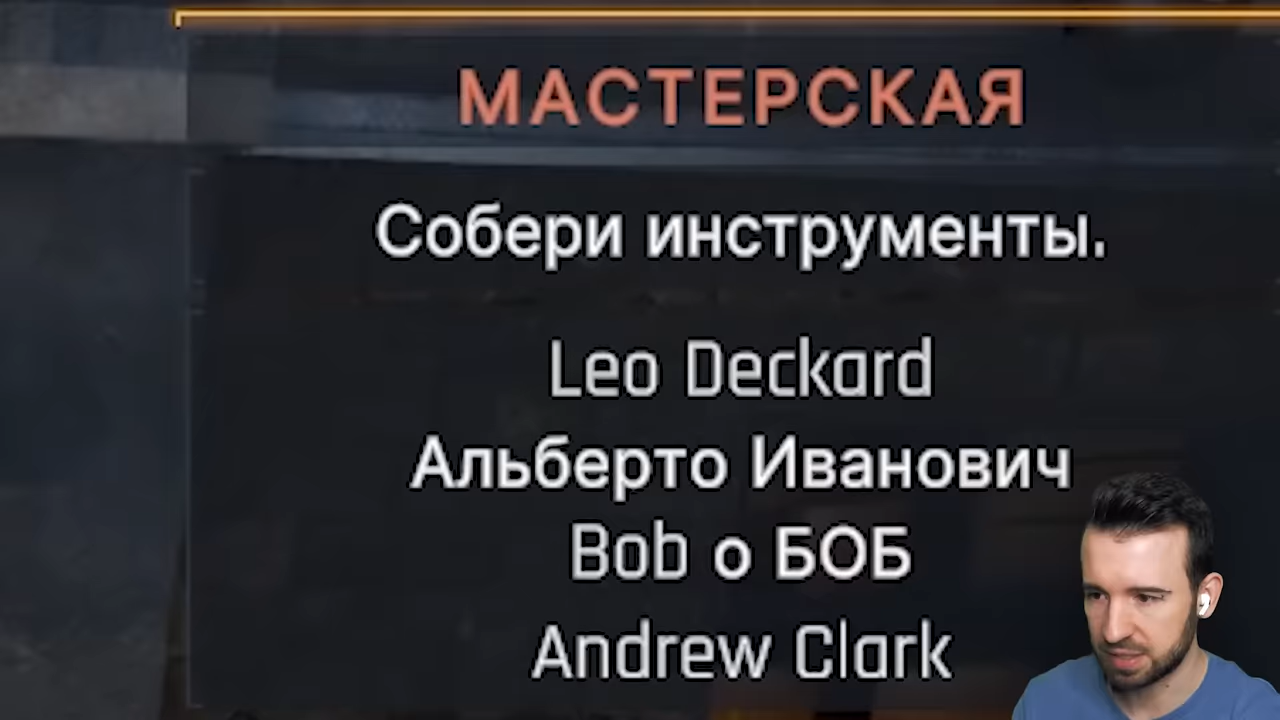 МАСТЕРСКАЯ
Собери инструменты.
Leo Deckard
Альберто Иванович
Bob о БОБ
Andrew Clark